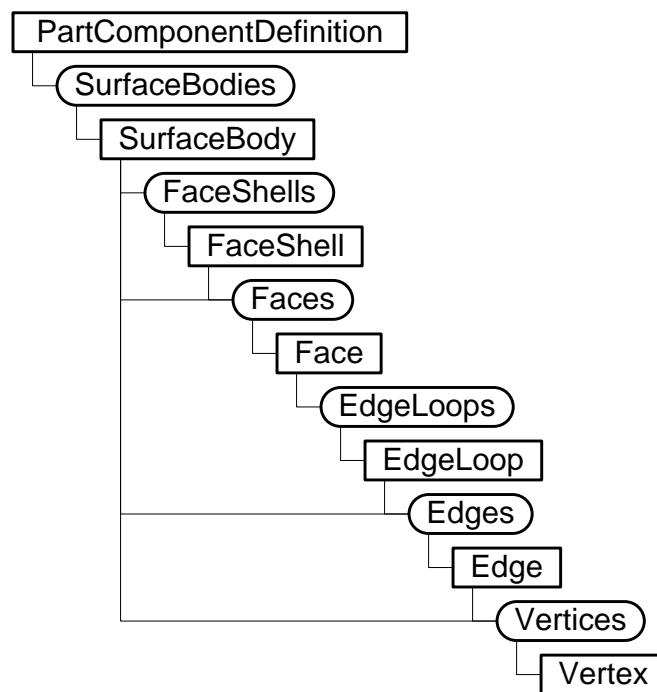 PartComponentDefinition
SurfaceBodies
SurfaceBody
FaceShells
FaceShell
Faces
Face
EdgeLoops
EdgeLoop
Edges
Edge
Vertices
Vertex